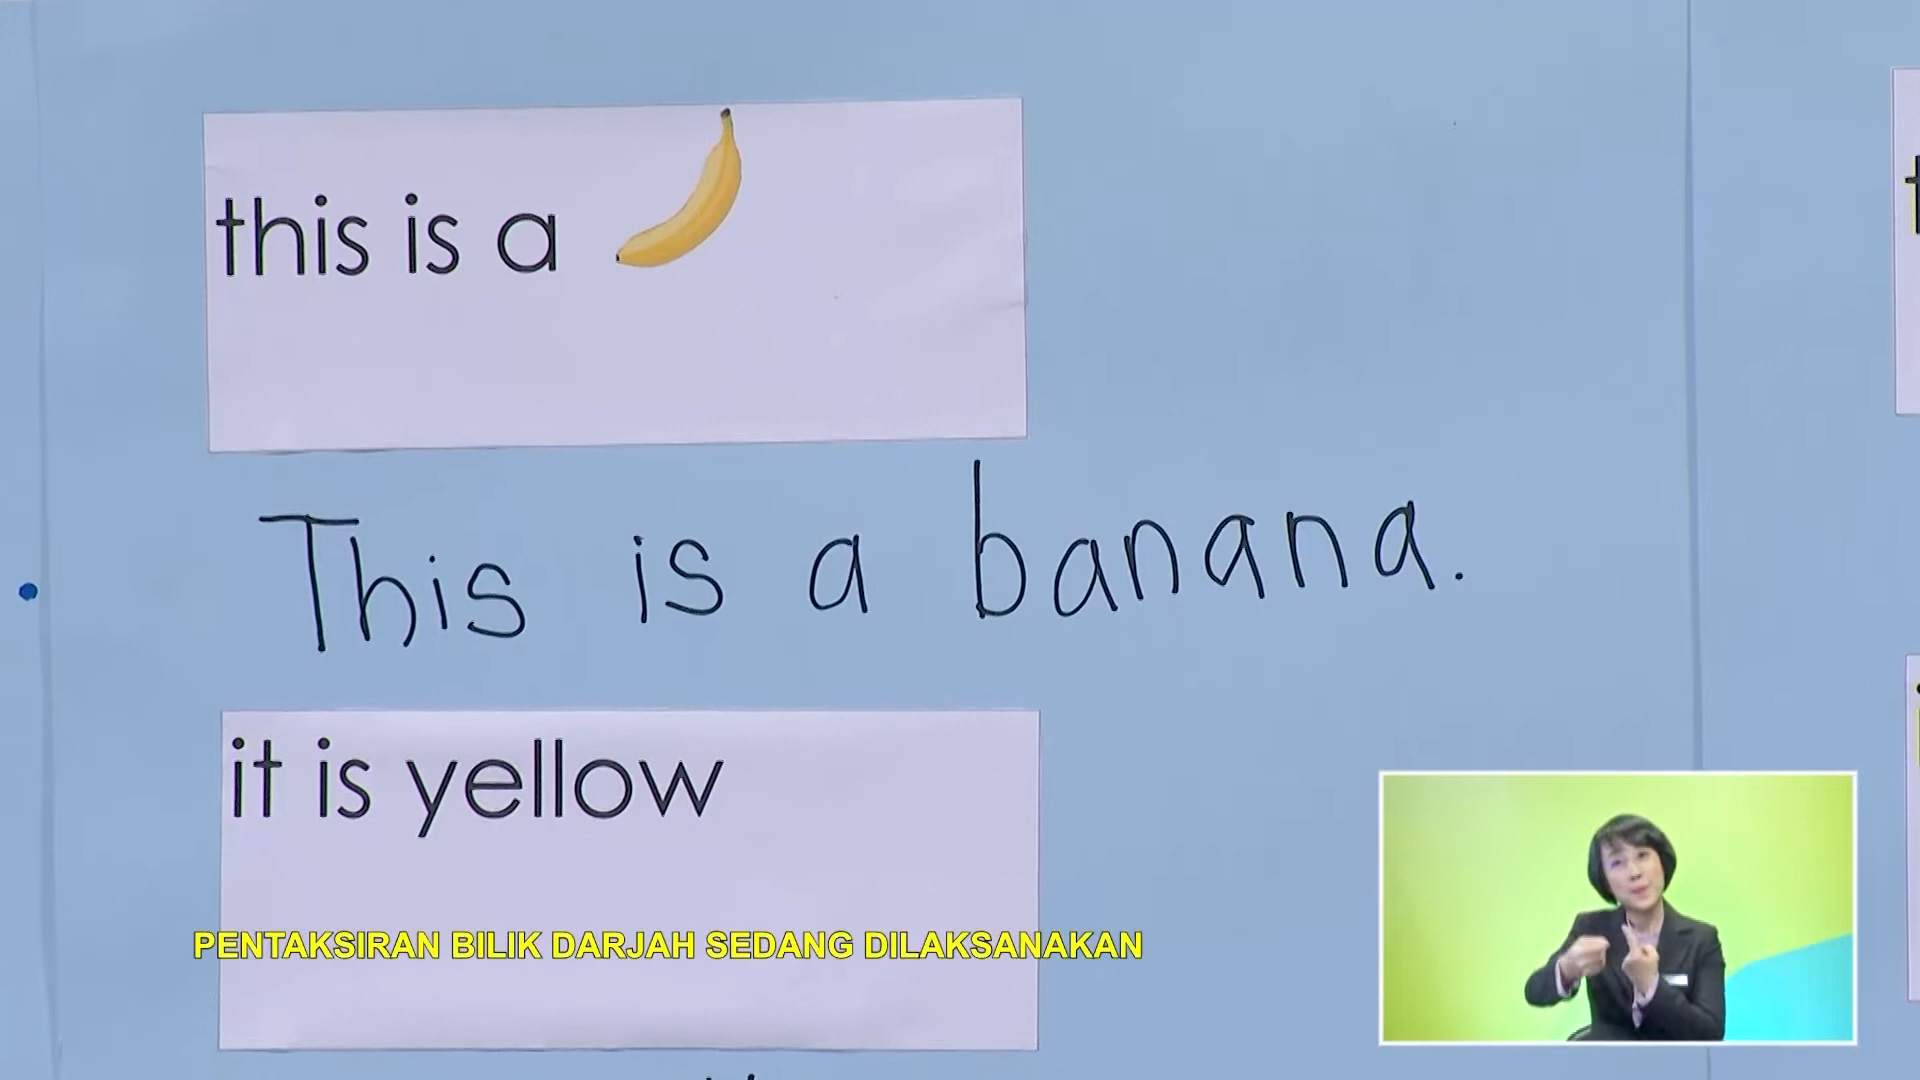 this is a
This is a banana.
it is yellow
PENTAKSIRAN BILIK DARJAH SEDANG DILAKSANAKAN